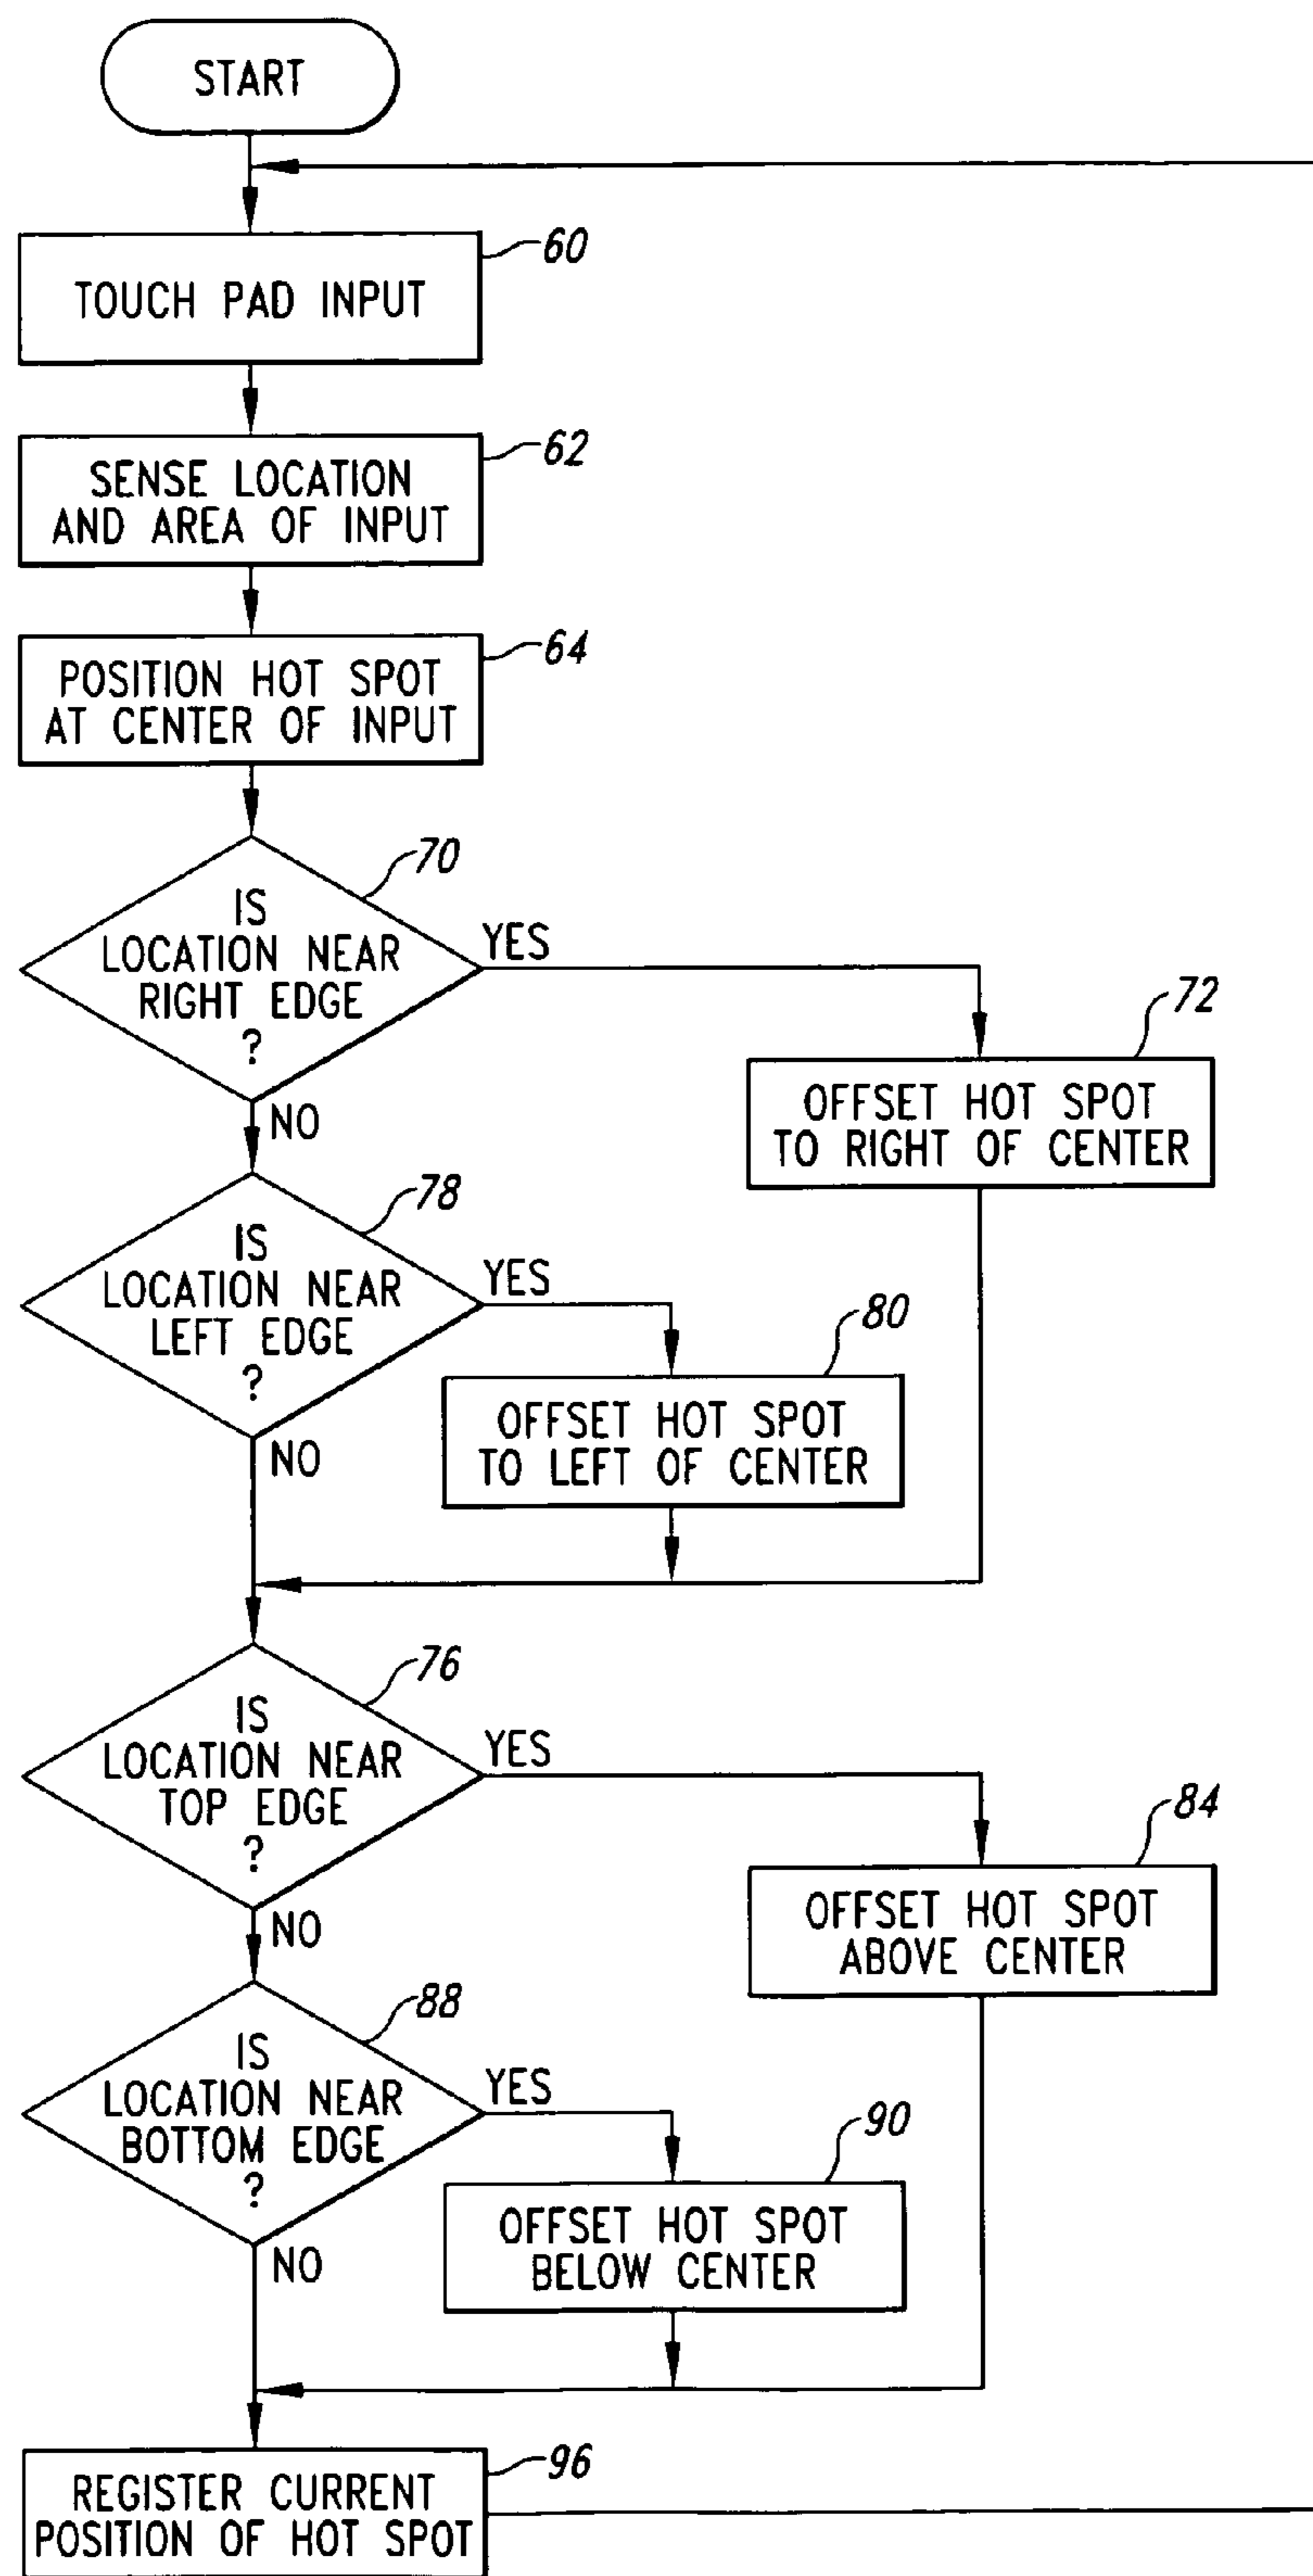 START
60
TOUCH PAD INPUT
62
SENSE LOCATION
AND AREA OF INPUT
64
POSITION HOT SPOT
AT CENTER OF INPUT
70
IS
LOCATION NEAR
RIGHT EDGE
?
YES
NO
72
OFFSET HOT SPOT
TO RIGHT OF CENTER
78
IS
LOCATION NEAR
LEFT EDGE
?
YES
NO
80
OFFSET HOT SPOT
TO LEFT OF CENTER
76
IS
LOCATION NEAR
TOP EDGE
?
YES
NO
84
OFFSET HOT SPOT
ABOVE CENTER
88
IS
LOCATION NEAR
BOTTOM EDGE
?
YES
NO
90
OFFSET HOT SPOT
BELOW CENTER
96
REGISTER CURRENT
POSITION OF HOT SPOT